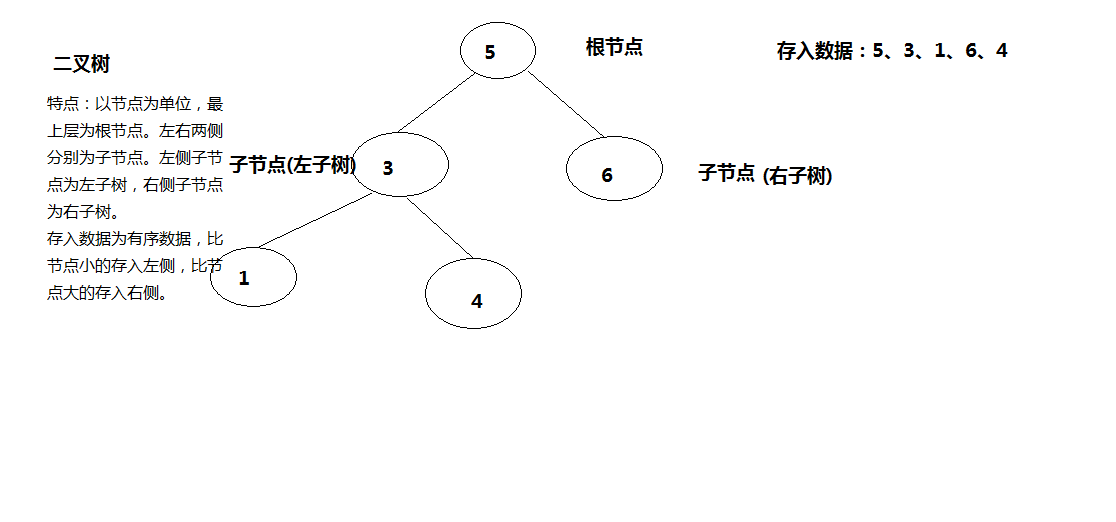 5
根节点
存入数据：5、3、1、6、4
二叉树
特点：以节点为单位，最
上层为根节点。左右两侧
分别为子节点。左侧子节
点为左子树，右侧子节点
为右子树。
存入数据为有序数据，比
节点小的存入左侧，比节
点大的存入右侧。
子节点(左子树)
3
6
子节点 (右子树)
1
4